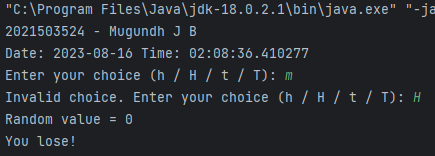 "C:\Program Files\Java\jdk-18.0.2.1\bin\java.exe" "-ja
2021503524 - Mugundh J B
Date: 2023-08-16 Time: 02:08:36.410277
Enter your choice (h / H / t / T): m
Invalid choice. Enter your choice (h / H / t / T): H
Random value = 0
You lose!